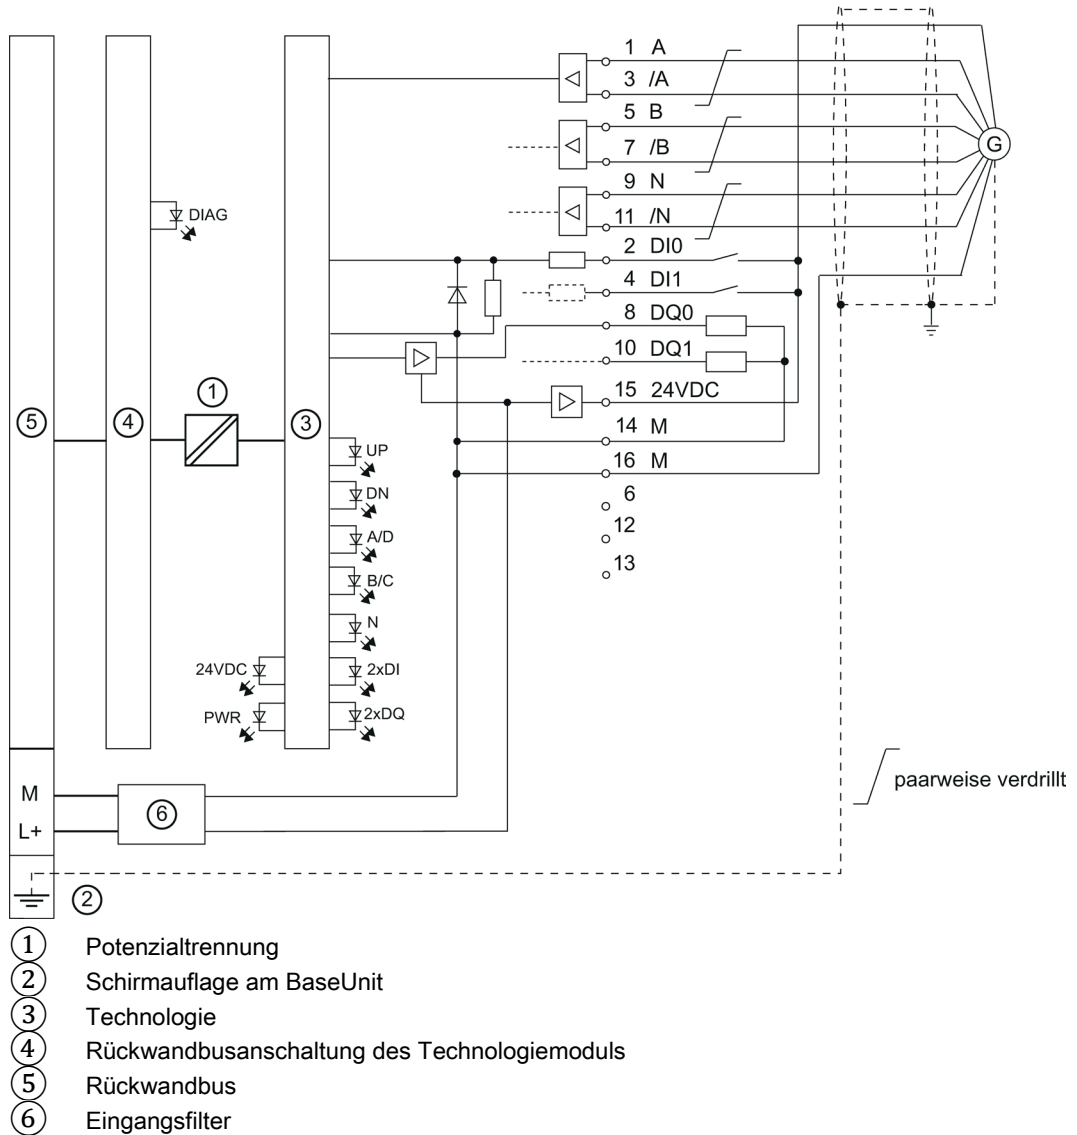 1 A
3 /A
5 B
7 /B
9 N
11 /N
2 DI0
4 DI1
8 DQ0
10 DQ1
15 24VDC
14 M
16 M
6
12
13
G
DIAG
①
⑤
④
③
UP
DN
A/D
B/C
N
24VDC
2xDI
PWR
2xDQ
paarweise verdrillt
M
⑥
L+
②
① Potenzialtrennung
② Schirmauflage am BaseUnit
③ Technologie
④ Rückwandbusanschaltung des Technologiemoduls
⑤ Rückwandbus
⑥ Eingangsfilter